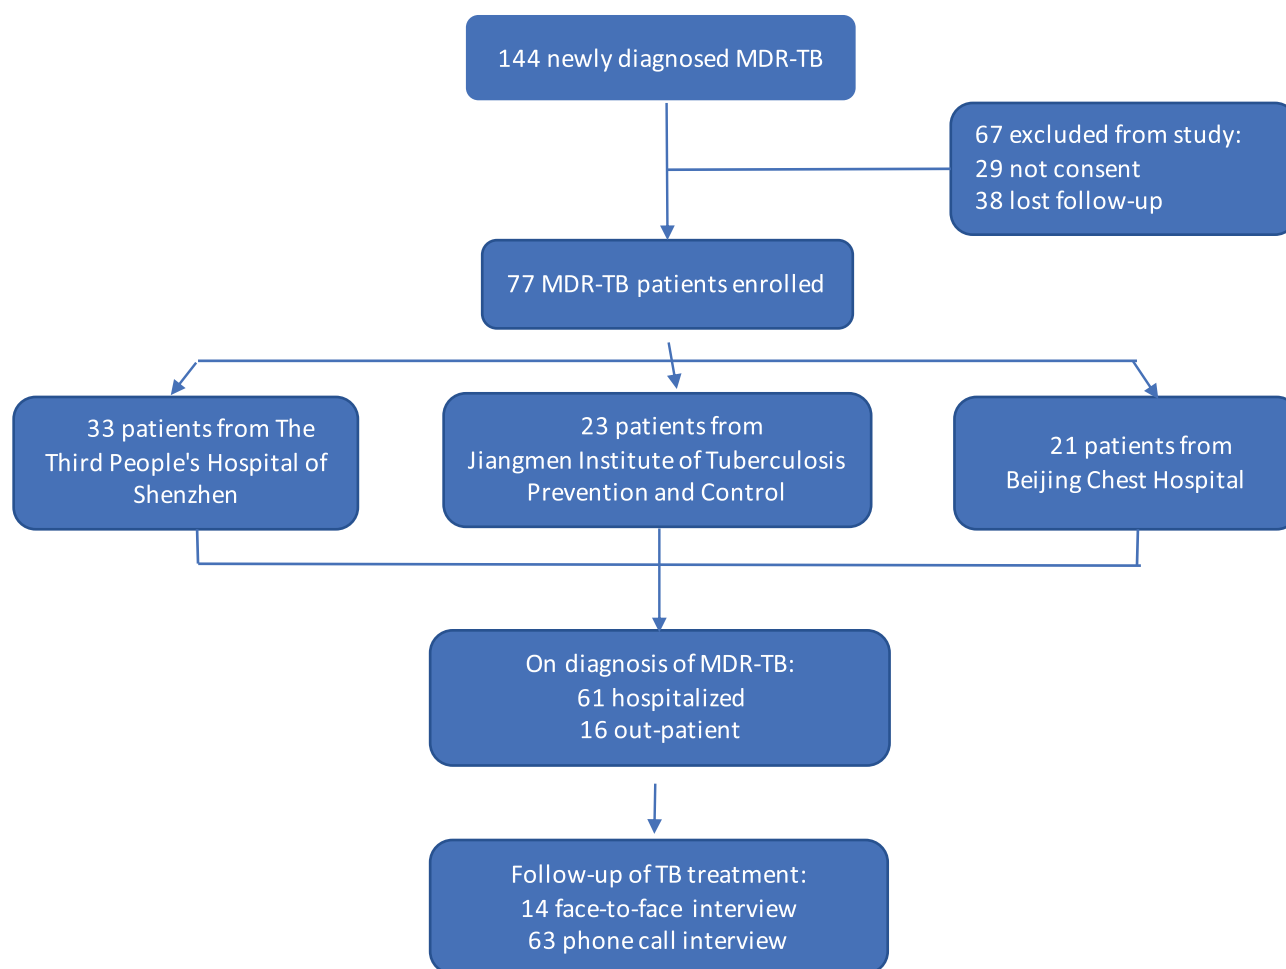 144 newly diagnosed MDR-TB
67 excluded from study:
29 not consent
38 lost follow-up
77 MDR-TB patients enrolled
33 patients from The
Third People's Hospital of
Shenzhen
23 patients from
Jiangmen Institute of Tuberculosis
Prevention and Control
21 patients from
Beijing Chest Hospital
On diagnosis of MDR-TB:
61 hospitalized
16 out-patient
Follow-up of TB treatment:
14 face-to-face interview
63 phone call interview